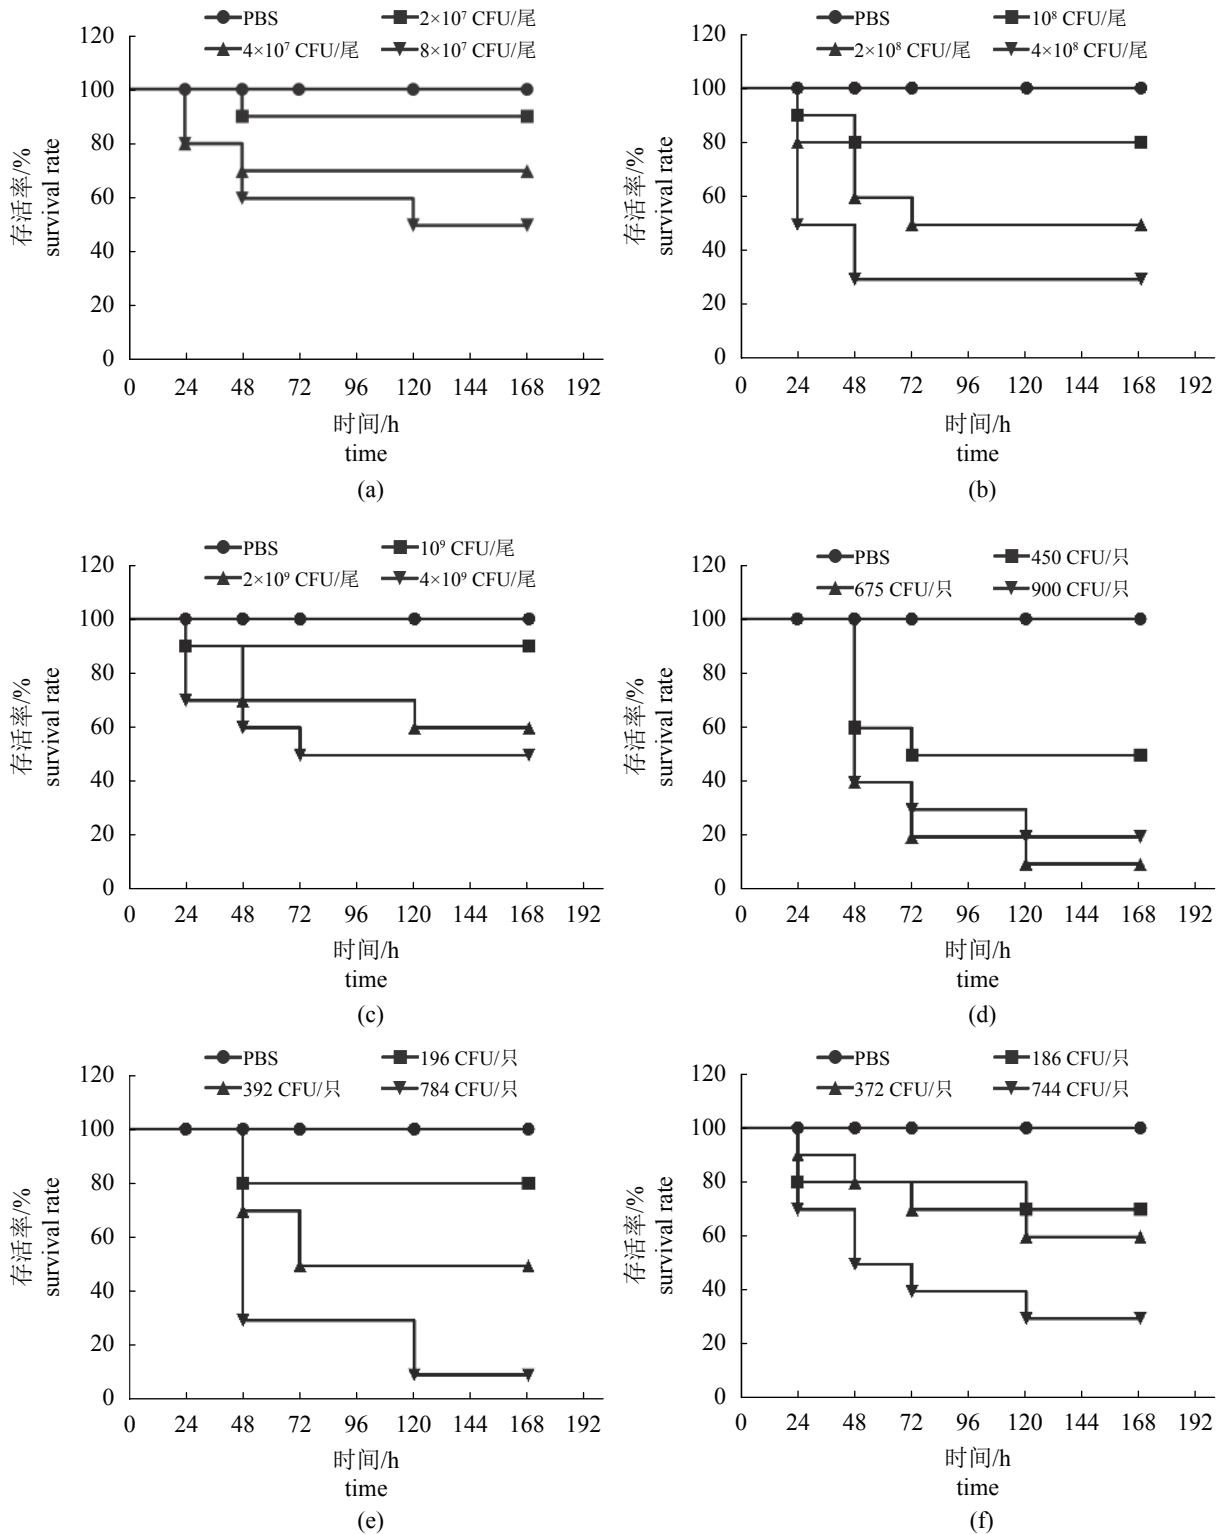 PBS 2×10⁷ CFU/尾
4×10⁷ CFU/尾 8×10⁷ CFU/尾
120
100
80
60
40
20
0
存活率/%
survival rate
0 24 48 72 96 120 144 168 192
时间/h
time
(a)
PBS 10⁸ CFU/尾
2×10⁸ CFU/尾 4×10⁸ CFU/尾
120
100
80
60
40
20
0
存活率/%
survival rate
0 24 48 72 96 120 144 168 192
时间/h
time
(b)
PBS 10⁹ CFU/尾
2×10⁹ CFU/尾 4×10⁹ CFU/尾
120
100
80
60
40
20
0
存活率/%
survival rate
0 24 48 72 96 120 144 168 192
时间/h
time
(c)
PBS 450 CFU/只
675 CFU/只 900 CFU/只
120
100
80
60
40
20
0
存活率/%
survival rate
0 24 48 72 96 120 144 168 192
时间/h
time
(d)
PBS 196 CFU/只
392 CFU/只 784 CFU/只
120
100
80
60
40
20
0
存活率/%
survival rate
0 24 48 72 96 120 144 168 192
时间/h
time
(e)
PBS 186 CFU/只
372 CFU/只 744 CFU/只
120
100
80
60
40
20
0
存活率/%
survival rate
0 24 48 72 96 120 144 168 192
时间/h
time
(f)